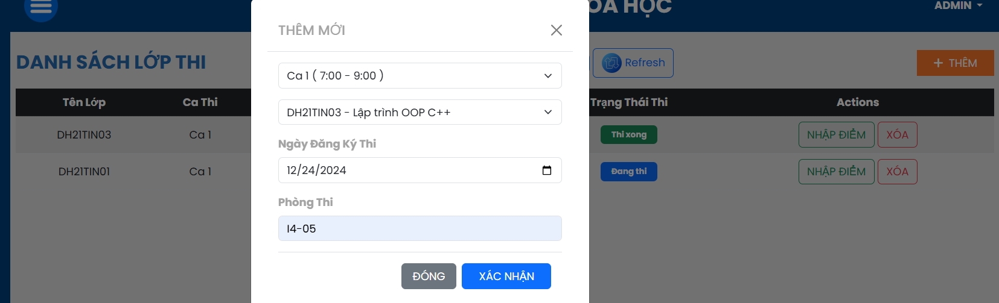 OA HỌC
ADMIN
THÊM MỚI
DANH SÁCH LỚP THI
Refresh
THÊM
Ca 1 ( 7:00 - 9:00 )
Tên Lớp
Ca Thi
Trạng Thái Thi
Actions
DH21TIN03 - Lập trình OOP C++
DH21TIN03
Ca 1
Thi xong
NHẬP ĐIỂM
XÓA
Ngày Đăng Ký Thi
12/24/2024
DH21TIN01
Ca 1
Đang thi
NHẬP ĐIỂM
XÓA
Phòng Thi
I4-05
ĐÓNG
XÁC NHẬN